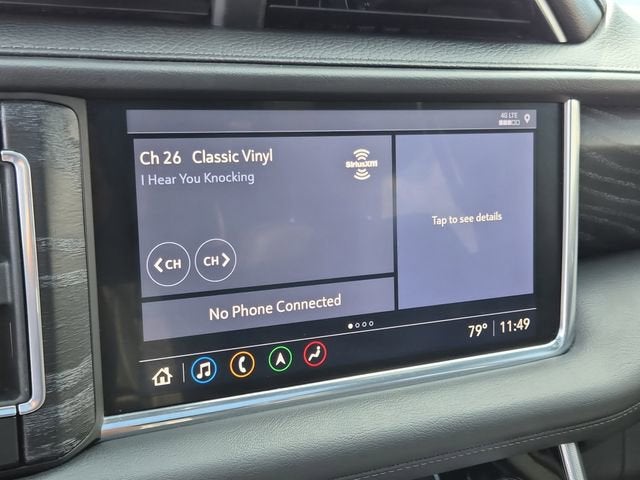 4G LTE
Ch 26 Classic Vinyl
SiriusXM
I Hear You Knocking
Tap to see details
CH
CH
No Phone Connected
79° 11:49